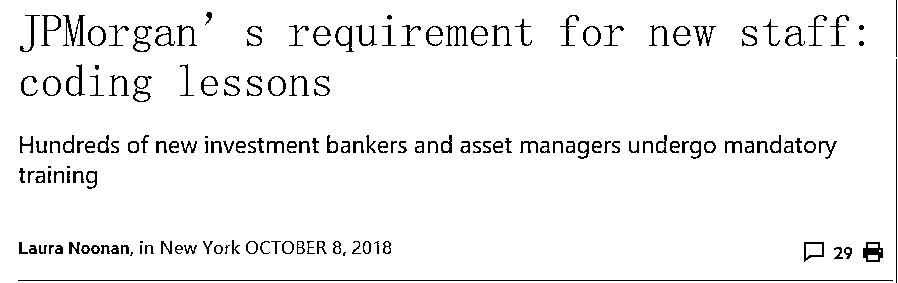 JPMorgan’s requirement for new staff:
coding lessons
Hundreds of new investment bankers and asset managers undergo mandatory
training
Laura Noonan, in New York OCTOBER 8, 2018
29